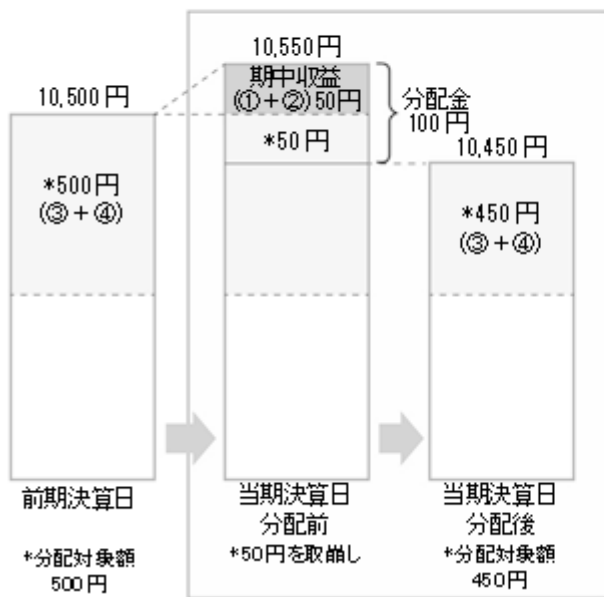 10,500円
*500円
(③+④)
前期決算日
*分配対象額
500円
10,550円
期中収益
(①+②)50円
*50円
分配金
100円
当期決算日
分配前
*50円を取崩し
10,450円
*450円
(③+④)
当期決算日
分配後
*分配対象額
450円